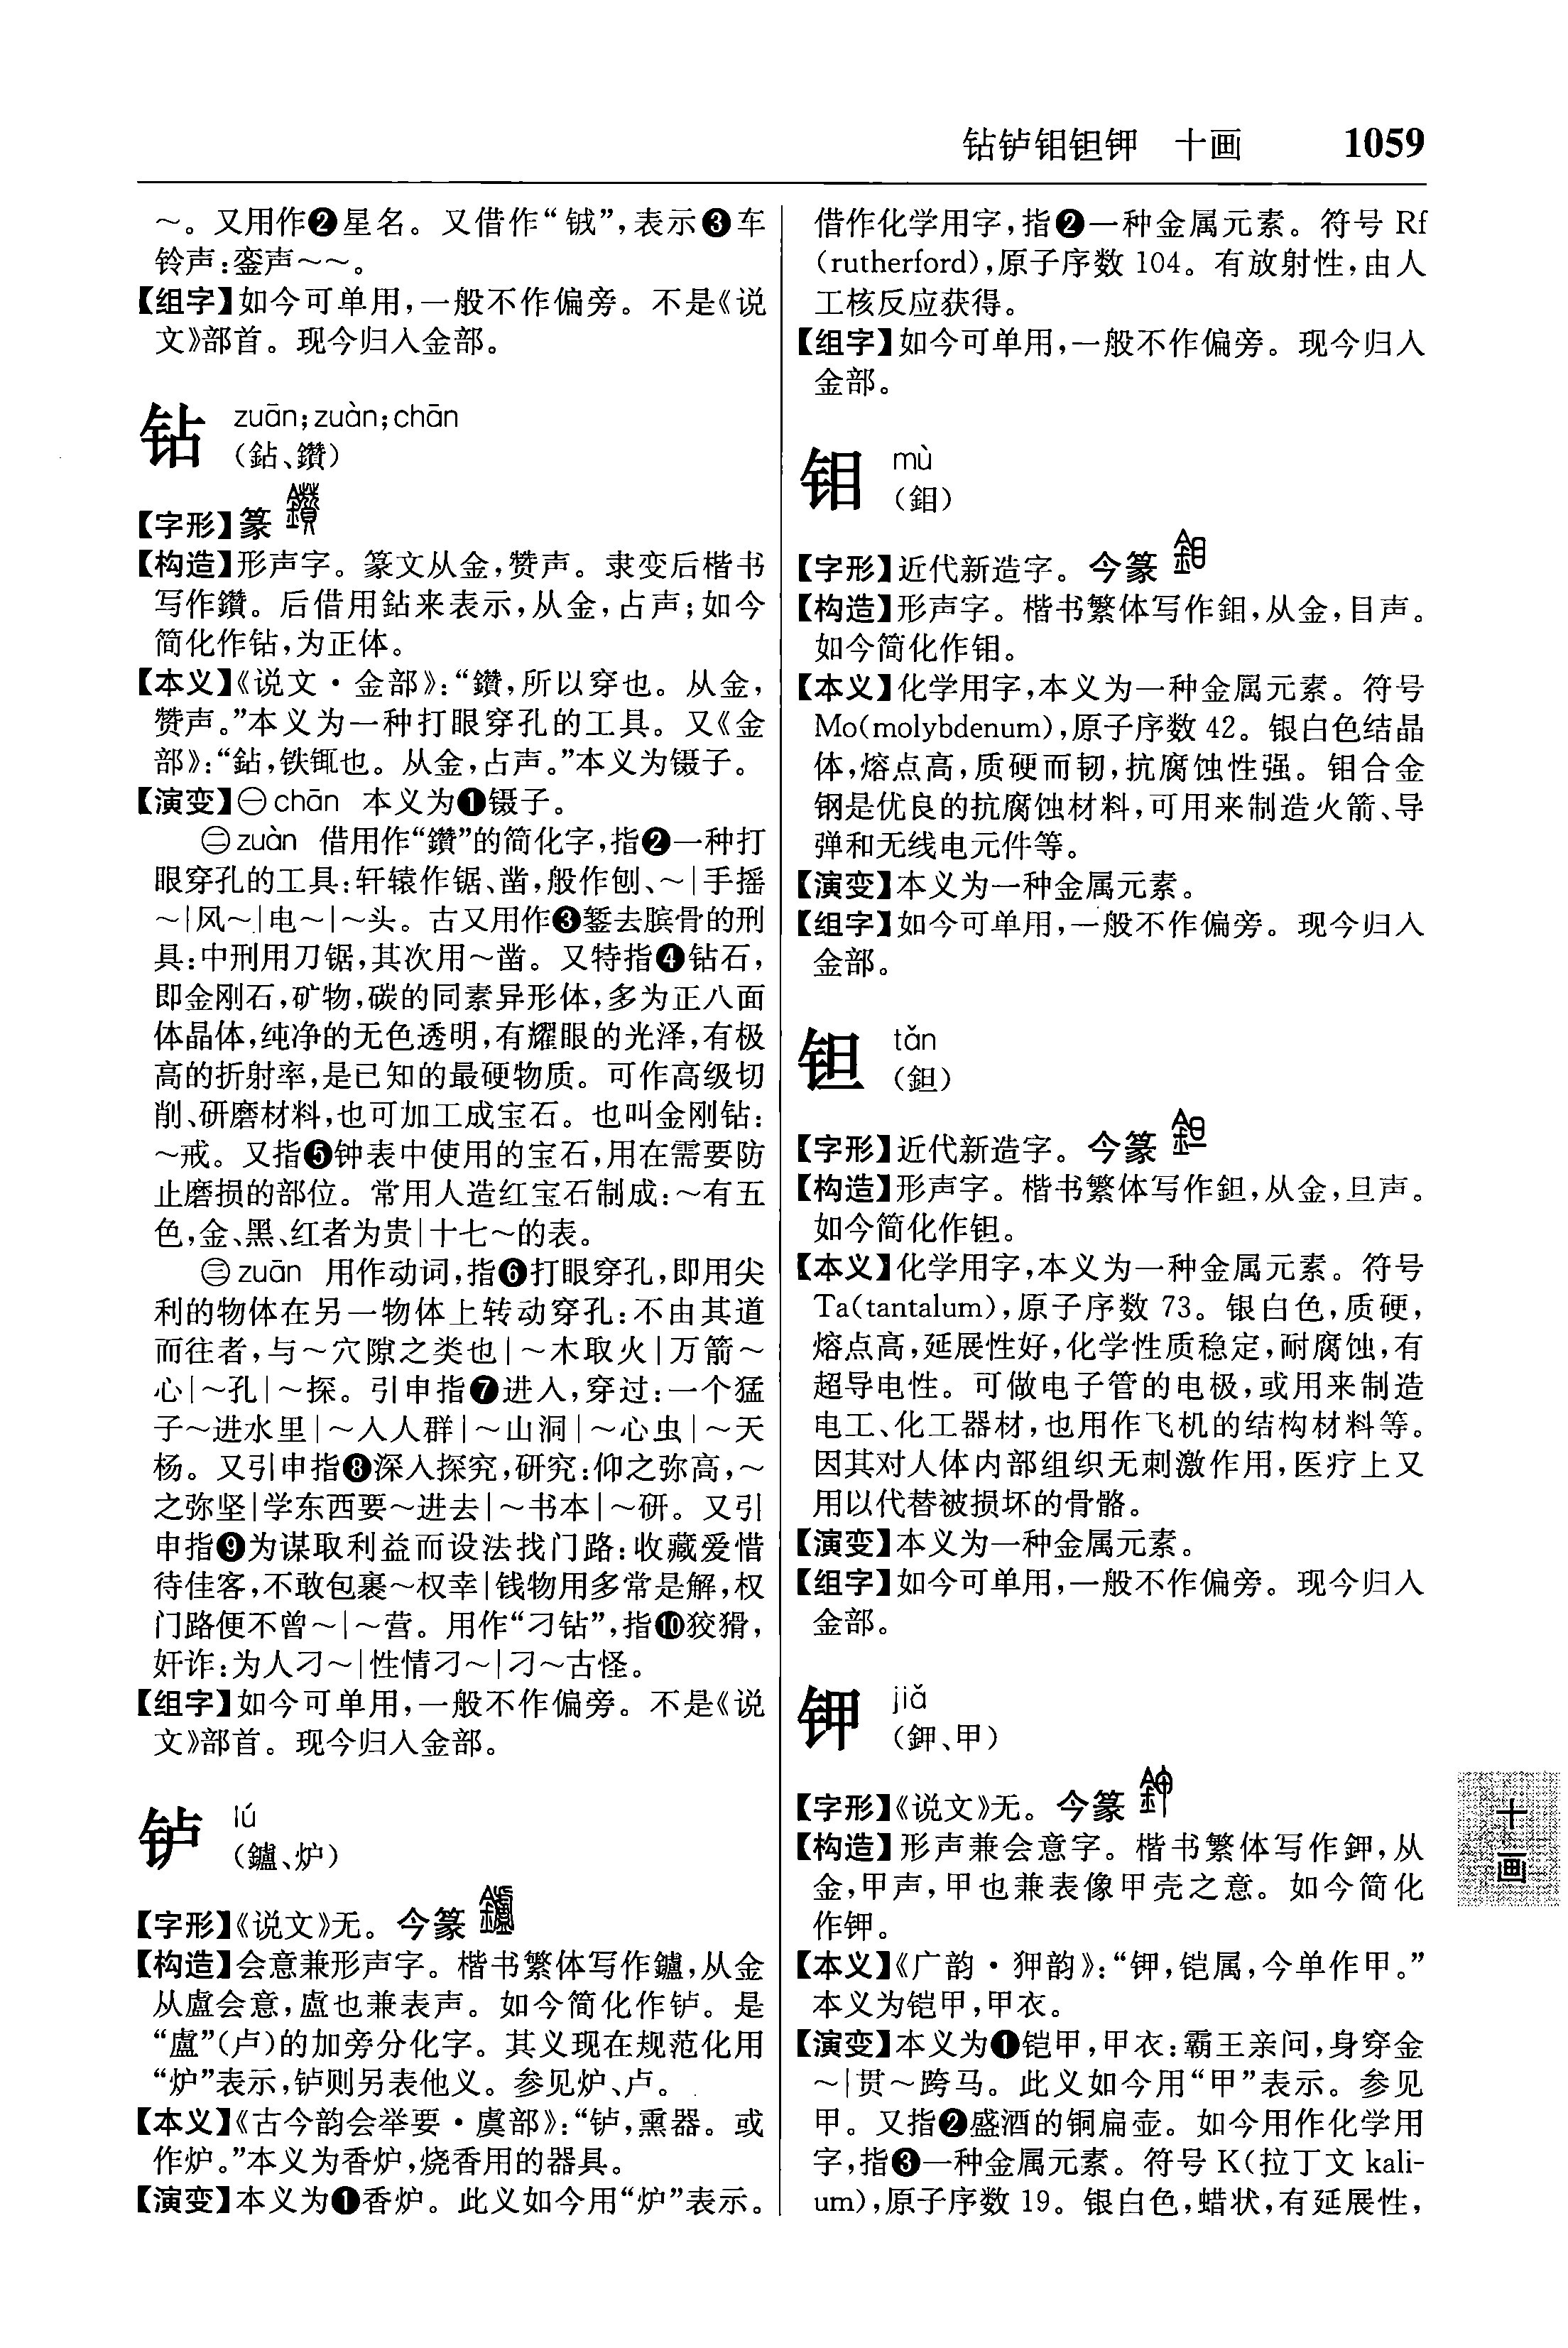 钻铲钼钽钾 十画 1059
～。又用作❷星名。又借作“钺”，表示❸车
铃声：銮声～～。
【组字】如今可单用，一般不作偏旁。不是《说
文》部首。现今归入金部。
钻 zuān；zuàn；chān
（鉆、鑽）
【字形】篆
【构造】形声字。篆文从金，赞声。隶变后楷书
写作鑽。后借用鉆来表示，从金，占声；如今
简化作钻，为正体。
【本义】《说文·金部》：“鑽，所以穿也。从金，
赞声。”本义为一种打眼穿孔的工具。又《金
部》：“鉆，铁𫓩也。从金，占声。”本义为镊子。
【演变】㊀chān 本义为❶镊子。
㊁zuàn 借用作“鑽”的简化字，指❷一种打
眼穿孔的工具：轩辕作锯、凿，般作刨、～|手摇
～|风～|电～|～头。古又用作❸錾去膑骨的刑
具：中刑用刀锯，其次用～凿。又特指❹钻石，
即金刚石，矿物，碳的同素异形体，多为正八面
体晶体，纯净的无色透明，有耀眼的光泽，有极
高的折射率，是已知的最硬物质。可作高级切
削、研磨材料，也可加工成宝石。也叫金刚钻：
～戒。又指❺钟表中使用的宝石，用在需要防
止磨损的部位。常用人造红宝石制成：～有五
色，金、黑、红者为贵|十七～的表。
㊂zuān 用作动词，指❻打眼穿孔，即用尖
利的物体在另一物体上转动穿孔：不由其道
而往者，与～穴隙之类也|～木取火|万箭～
心|～孔|～探。引申指❼进入，穿过：一个猛
子～进水里|～入人群|～山洞|～心虫|～天
杨。又引申指❽深入探究，研究：仰之弥高，～
之弥坚|学东西要～进去|～书本|～研。又引
申指❾为谋取利益而设法找门路：收藏爱惜
待佳客，不敢包裹～权幸|钱物用多常是解，权
门路便不曾～|～营。用作“刁钻”，指❿狡猾，
奸诈：为人刁～|性情刁～|刁～古怪。
【组字】如今可单用，一般不作偏旁。不是《说
文》部首。现今归入金部。
𬬻 lú
（鑪、炉）
【字形】《说文》无。今篆
【构造】会意兼形声字。楷书繁体写作鑪，从金
从盧会意，盧也兼表声。如今简化作𬬻。是
“盧”（卢）的加旁分化字。其义现在规范化用
“炉”表示，𬬻则另表他义。参见炉、卢。
【本义】《古今韵会举要·虞部》：“𬬻，熏器。或
作炉。”本义为香炉，烧香用的器具。
【演变】本义为❶香炉。此义如今用“炉”表示。
借作化学用字，指❷一种金属元素。符号 Rf
（rutherford），原子序数 104。有放射性，由人
工核反应获得。
【组字】如今可单用，一般不作偏旁。现今归入
金部。
钼 mù
（鉬）
【字形】近代新造字。今篆
【构造】形声字。楷书繁体写作鉬，从金，目声。
如今简化作钼。
【本义】化学用字，本义为一种金属元素。符号
Mo（molybdenum），原子序数 42。银白色结晶
体，熔点高，质硬而韧，抗腐蚀性强。钼合金
钢是优良的抗腐蚀材料，可用来制造火箭、导
弹和无线电元件等。
【演变】本义为一种金属元素。
【组字】如今可单用，一般不作偏旁。现今归入
金部。
钽 tǎn
（鉭）
【字形】近代新造字。今篆
【构造】形声字。楷书繁体写作鉭，从金，旦声。
如今简化作钽。
【本义】化学用字，本义为一种金属元素。符号
Ta（tantalum），原子序数 73。银白色，质硬，
熔点高，延展性好，化学性质稳定，耐腐蚀，有
超导电性。可做电子管的电极，或用来制造
电工、化工器材，也用作飞机的结构材料等。
因其对人体内部组织无刺激作用，医疗上又
用以代替被损坏的骨骼。
【演变】本义为一种金属元素。
【组字】如今可单用，一般不作偏旁。现今归入
金部。
钾 jiǎ
（鉀、甲）
【字形】《说文》无。今篆
【构造】形声兼会意字。楷书繁体写作鉀，从
金，甲声，甲也兼表像甲壳之意。如今简化
作钾。
【本义】《广韵·狎韵》：“钾，铠属，今单作甲。”
本义为铠甲，甲衣。
【演变】本义为❶铠甲，甲衣：霸王亲问，身穿金
～|贯～跨马。此义如今用“甲”表示。参见
甲。又指❷盛酒的铜扁壶。如今用作化学用
字，指❸一种金属元素。符号 K（拉丁文 kali-
um），原子序数 19。银白色，蜡状，有延展性，
十画